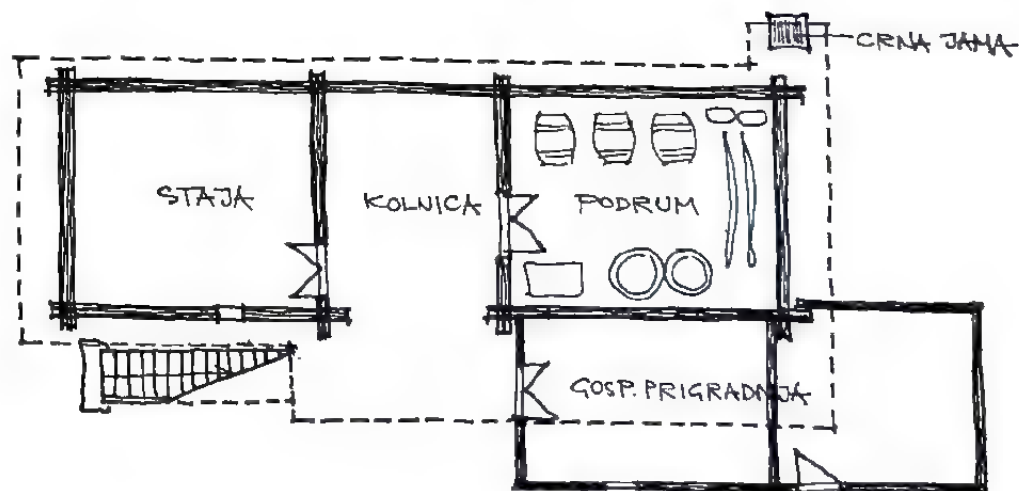 CRNA JAMA
STAJA
KOLNICA
PODRUM
GOSP. PRIGRADNJA